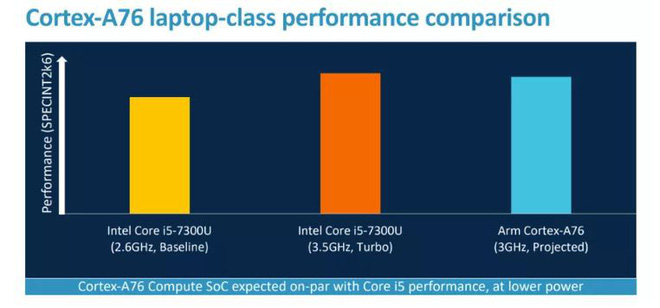 Cortex-A76 laptop-class performance comparison
Performance (SPECINT2k6)
Intel Core i5-7300U
(2.6GHz, Baseline)
Intel Core i5-7300U
(3.5GHz, Turbo)
Arm Cortex-A76
(3GHz, Projected)
Cortex-A76 Compute SoC expected on-par with Core i5 performance, at lower power